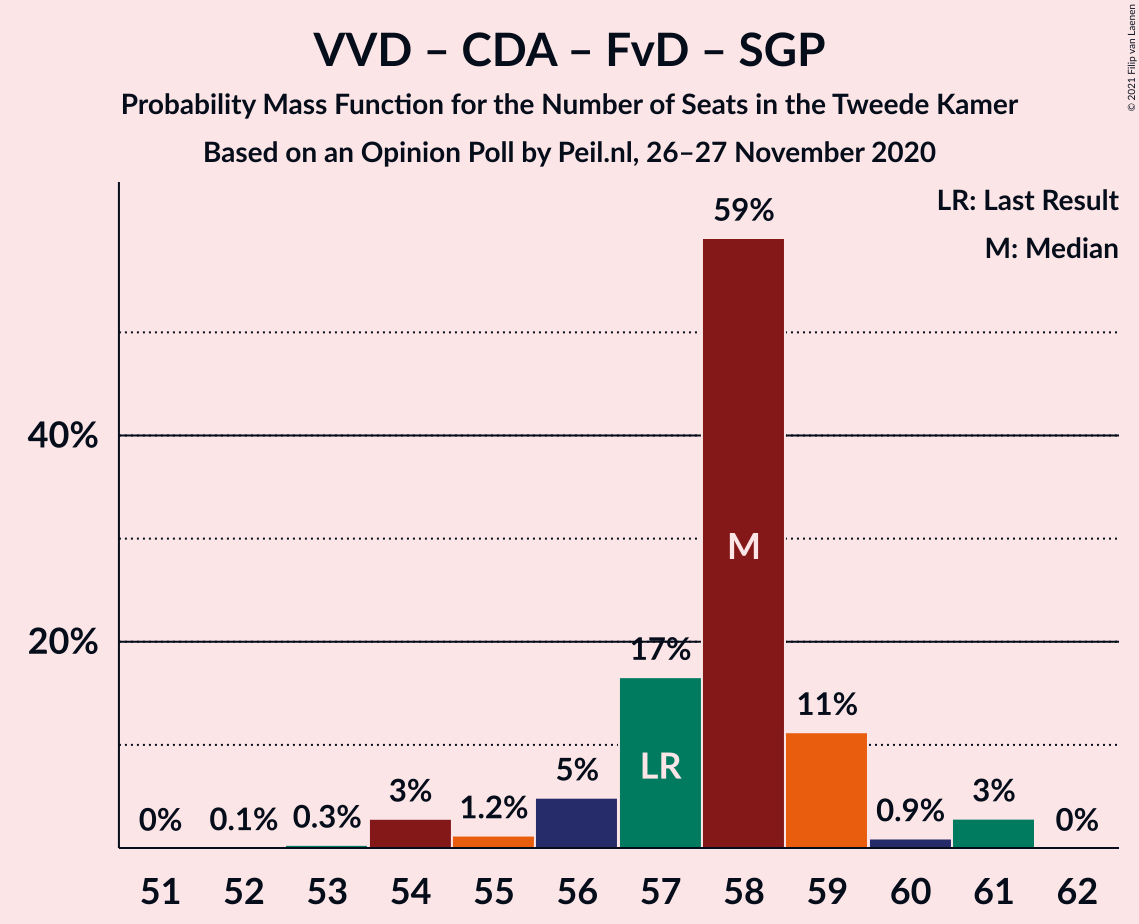 VVD – CDA – FvD – SGP
Probability Mass Function for the Number of Seats in the Tweede Kamer
Based on an Opinion Poll by Peil.nl, 26–27 November 2020
© 2021 Filip van Laenen
LR: Last Result
M: Median
59%
40%
M
20%
17%
11%
LR
5%
3%
3%
1.2%
0.9%
0.3%
0.1%
0%
0%
51 52 53 54 55 56 57 58 59 60 61 62